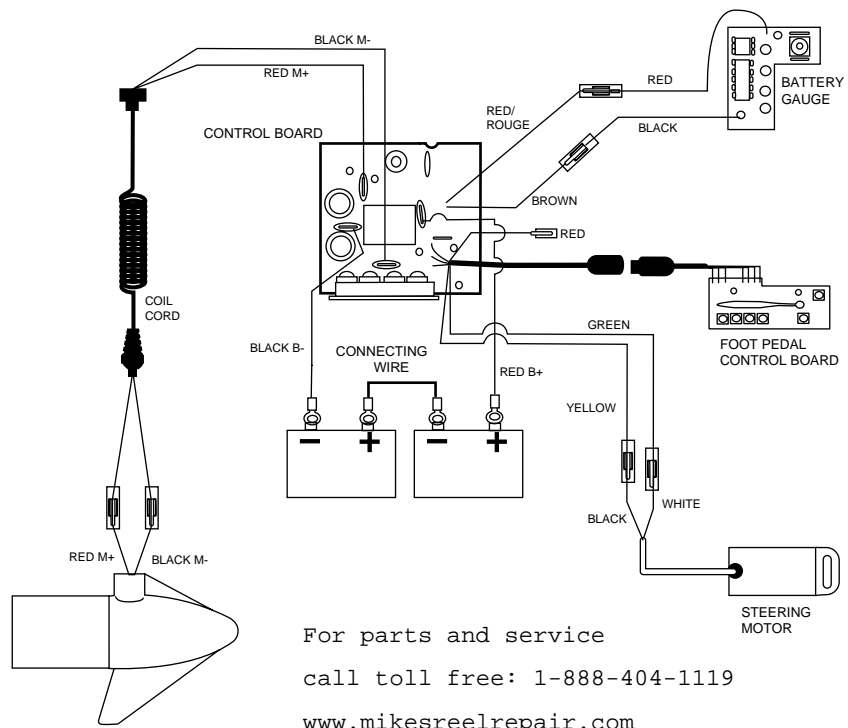 BLACK M-
RED M+
CONTROL BOARD
RED/
ROUGE
RED
BLACK
BROWN
BATTERY
GAUGE
RED
COIL
CORD
GREEN
FOOT PEDAL
CONTROL BOARD
BLACK B-
CONNECTING
WIRE
RED B+
YELLOW
- + - +
BLACK
WHITE
RED M+
BLACK M-
STEERING
MOTOR
For parts and service
call toll free: 1-888-404-1119
www.mikesreelrepair.com